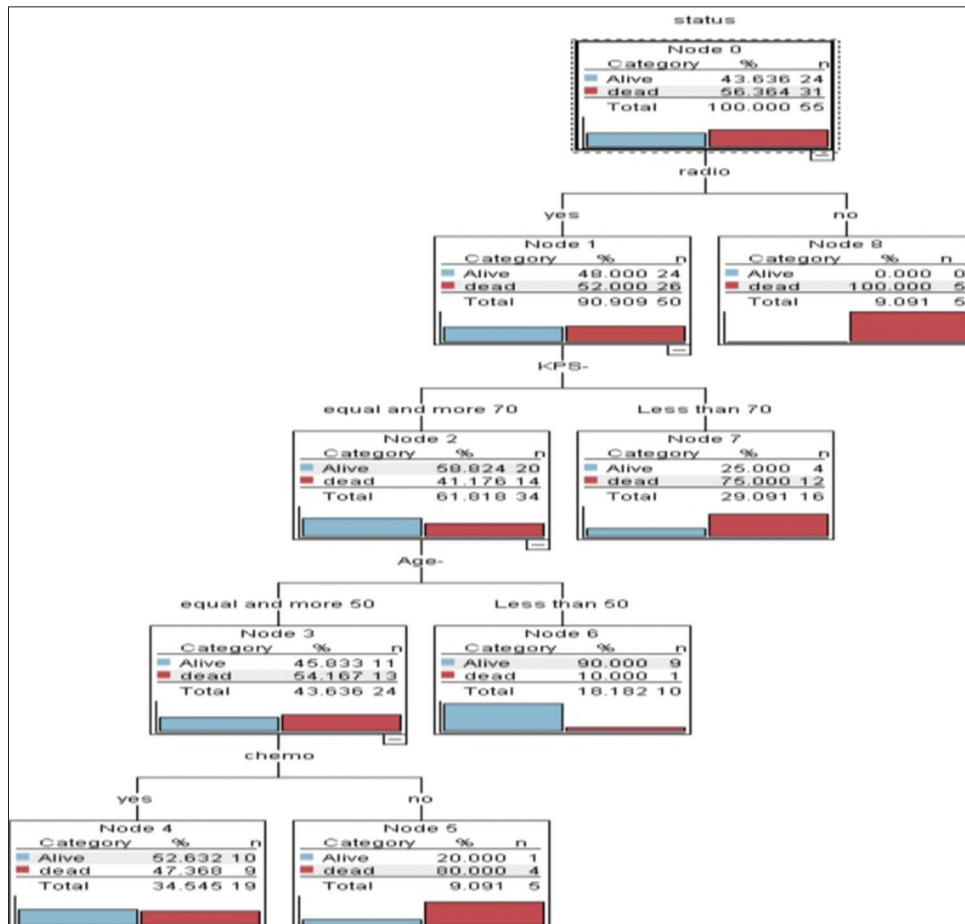 status
Node 0
Category % n
Alive 43.636 24
dead 56.364 31
Total 100.000 55
radio
yes
no
Node 1
Category % n
Alive 48.000 24
dead 52.000 26
Total 90.909 50
Node 8
Category % n
Alive 0.000 0
dead 100.000 5
Total 9.091 5
KPS-
equal and more 70
Less than 70
Node 2
Category % n
Alive 58.824 20
dead 41.176 14
Total 61.818 34
Node 7
Category % n
Alive 25.000 4
dead 75.000 12
Total 29.091 16
Age-
equal and more 50
Less than 50
Node 3
Category % n
Alive 45.833 11
dead 54.167 13
Total 43.636 24
Node 6
Category % n
Alive 90.000 9
dead 10.000 1
Total 18.182 10
chemo
yes
no
Node 4
Category % n
Alive 52.632 10
dead 47.368 9
Total 34.545 19
Node 5
Category % n
Alive 20.000 1
dead 80.000 4
Total 9.091 5